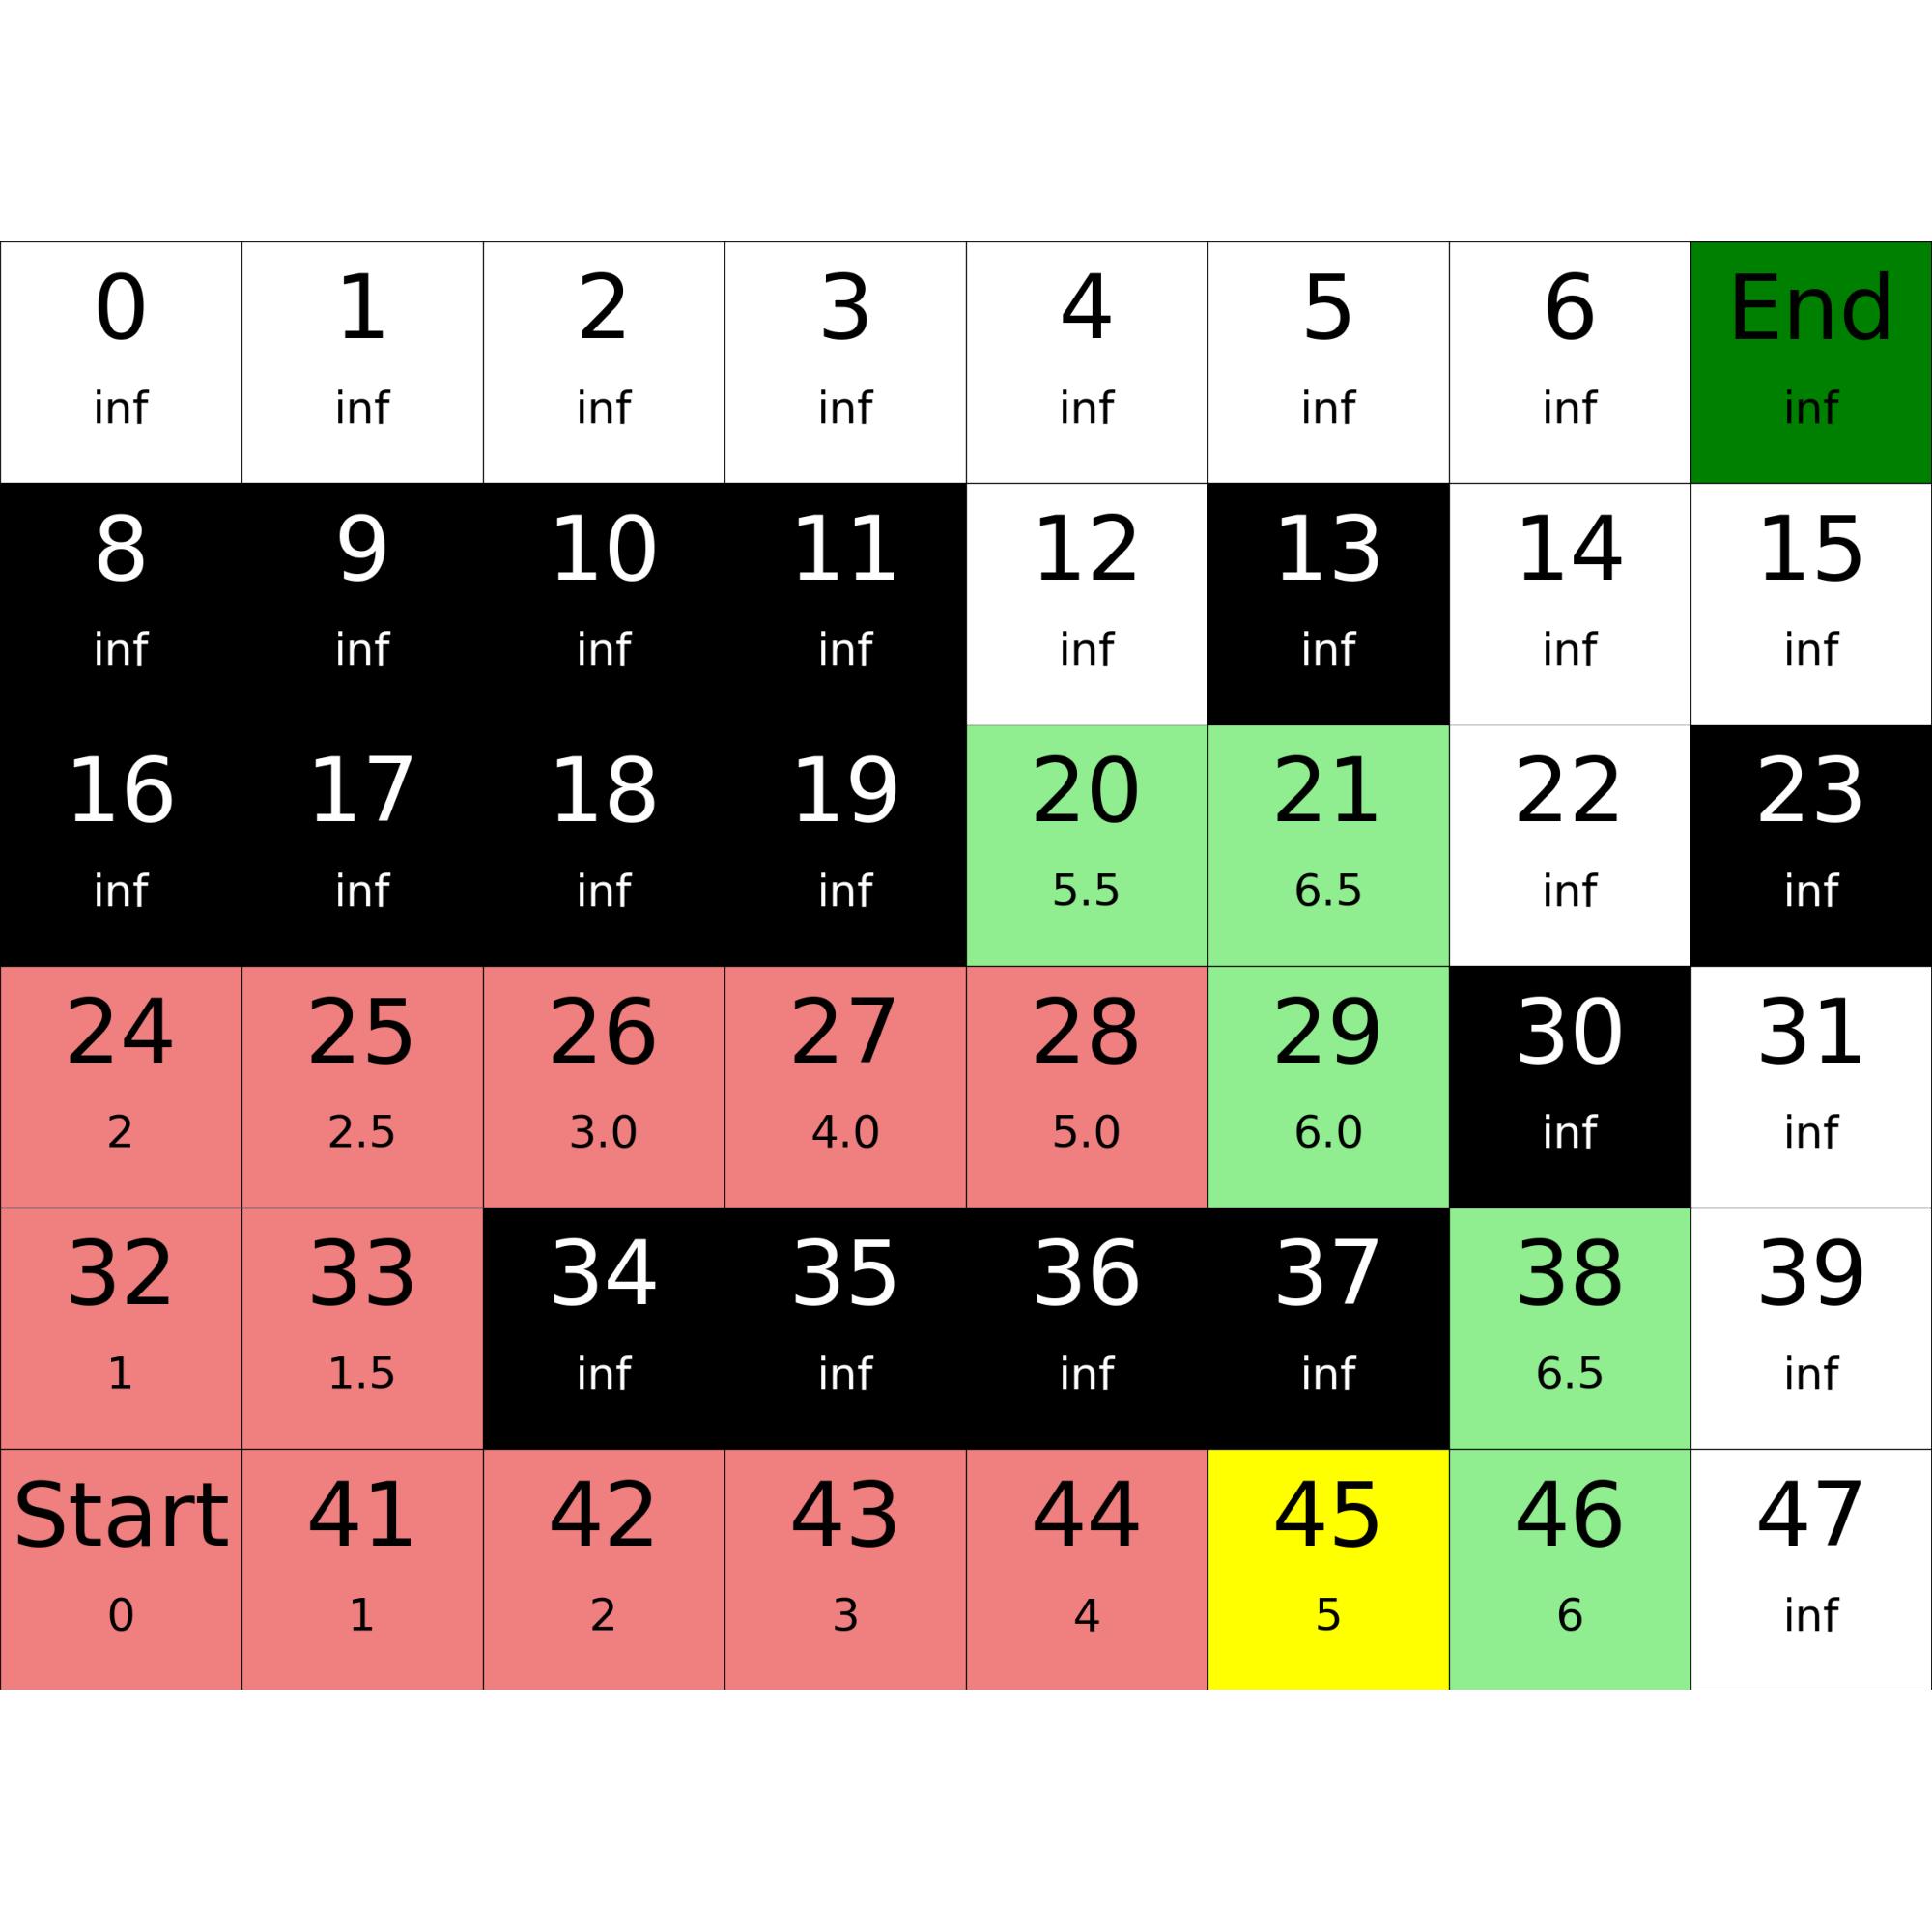 0 1 2 3 4 5 6 End
inf inf inf inf inf inf inf inf
8 9 10 11 12 13 14 15
inf inf inf inf inf inf inf inf
16 17 18 19 20 21 22 23
inf inf inf inf 5.5 6.5 inf inf
24 25 26 27 28 29 30 31
2 2.5 3.0 4.0 5.0 6.0 inf inf
32 33 34 35 36 37 38 39
1 1.5 inf inf inf inf 6.5 inf
Start 41 42 43 44 45 46 47
0 1 2 3 4 5 6 inf